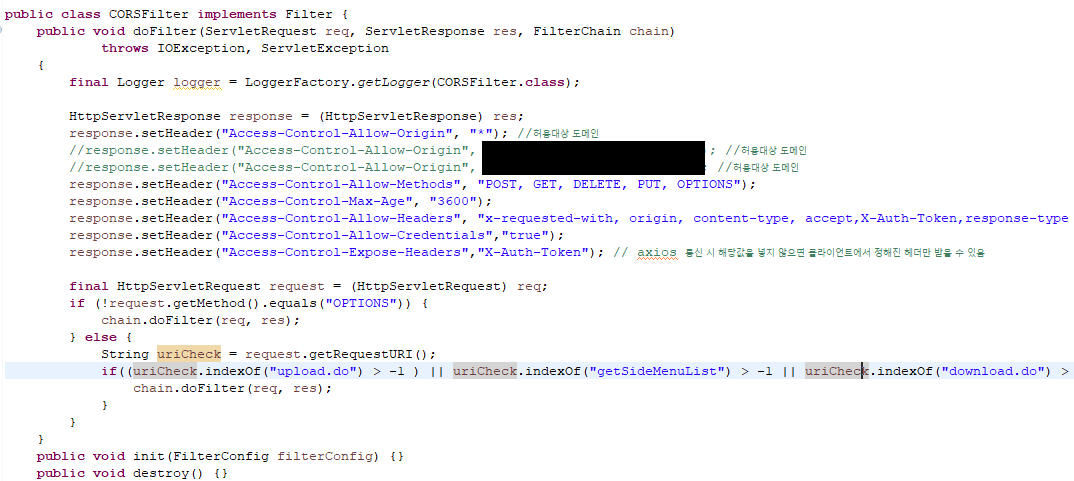 public class CORSFilter implements Filter {
public void doFilter(ServletRequest req, ServletResponse res, FilterChain chain)
throws IOException, ServletException
{
final Logger logger = LoggerFactory.getLogger(CORSFilter.class);
HttpServletResponse response = (HttpServletResponse) res;
response.setHeader("Access-Control-Allow-Origin", "*"); //허용대상 도메인
//response.setHeader("Access-Control-Allow-Origin", ; //허용대상 도메인
//response.setHeader("Access-Control-Allow-Origin", ; //허용대상 도메인
response.setHeader("Access-Control-Allow-Methods", "POST, GET, DELETE, PUT, OPTIONS");
response.setHeader("Access-Control-Max-Age", "3600");
response.setHeader("Access-Control-Allow-Headers", "x-requested-with, origin, content-type, accept,X-Auth-Token,response-type
response.setHeader("Access-Control-Allow-Credentials","true");
response.setHeader("Access-Control-Expose-Headers","X-Auth-Token"); // axios 통신 시 해당값을 넣지 않으면 클라이언트에서 정해진 헤더만 받을 수 있음
final HttpServletRequest request = (HttpServletRequest) req;
if (!request.getMethod().equals("OPTIONS")) {
chain.doFilter(req, res);
} else {
String uriCheck = request.getRequestURI();
if((uriCheck.indexOf("upload.do") > -1 ) || uriCheck.indexOf("getSideMenuList") > -1 || uriCheck.indexOf("download.do") >
chain.doFilter(req, res);
}
}
}
public void init(FilterConfig filterConfig) {}
public void destroy() {}